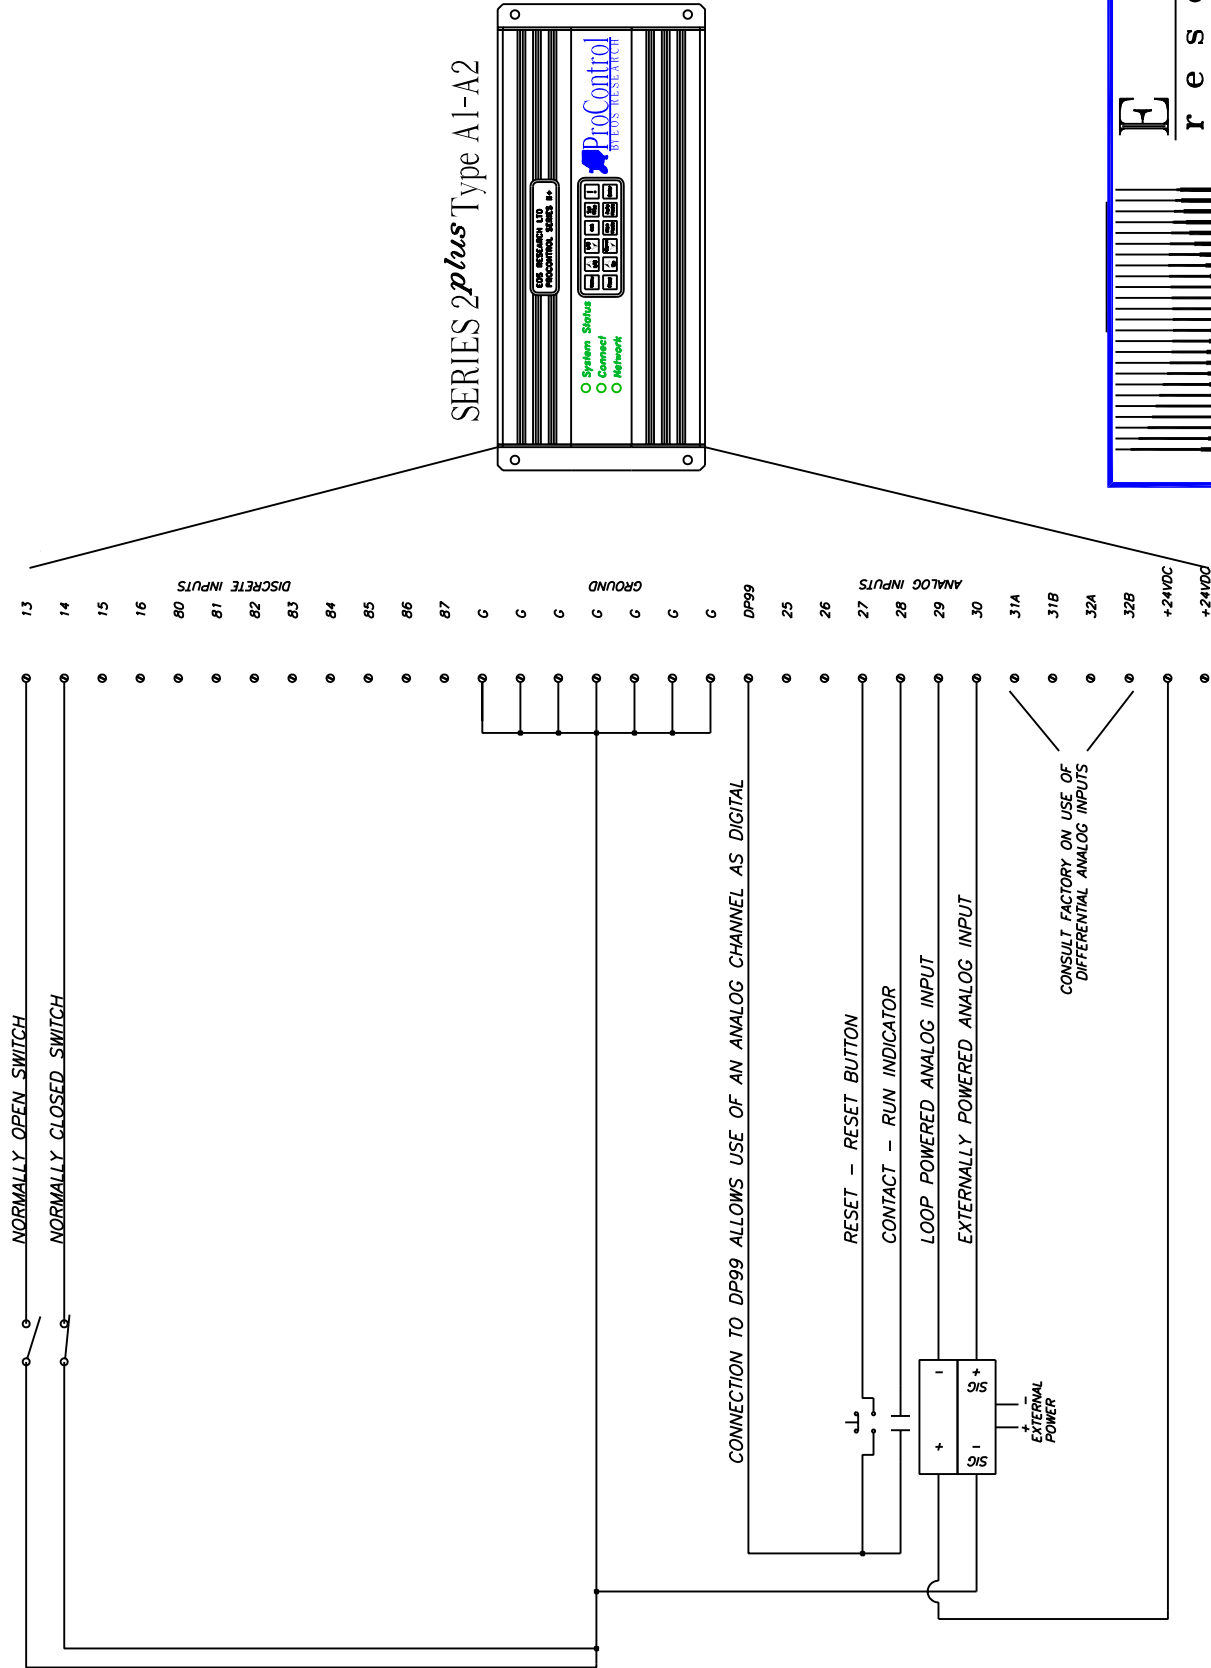 SERIES 2plus Type A1-A2
EOS RESEARCH LTD
PROCONTROL SERIES II+
ProControl
BY EOS RESEARCH
System Status
Connect
Network
E
r e s
13
14
15
16
80
81
82
83
84
85
86
87
G
G
G
G
G
G
G
DP99
25
26
27
28
29
30
31A
31B
32A
32B
+24VDC
+24VDC
DISCRETE INPUTS
GROUND
ANALOG INPUTS
NORMALLY OPEN SWITCH
NORMALLY CLOSED SWITCH
CONNECTION TO DP99 ALLOWS USE OF AN ANALOG CHANNEL AS DIGITAL
RESET - RESET BUTTON
CONTACT - RUN INDICATOR
LOOP POWERED ANALOG INPUT
EXTERNALLY POWERED ANALOG INPUT
CONSULT FACTORY ON USE OF
DIFFERENTIAL ANALOG INPUTS
+ -
- SIG + SIG
+ -
EXTERNAL
POWER